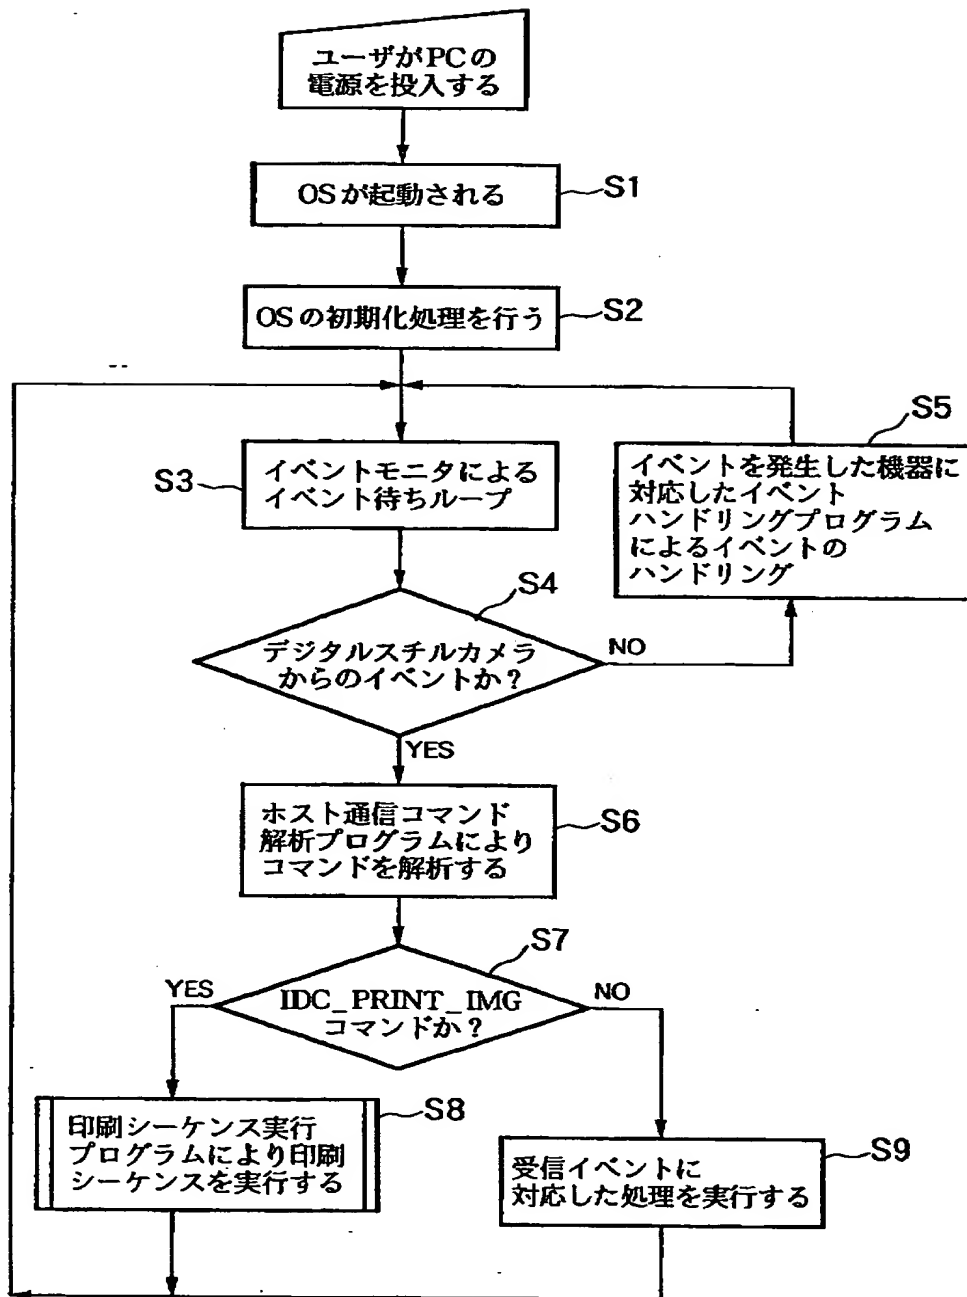 ユーザがPCの
電源を投入する
OSが起動される
S1
OSの初期化処理を行う
S2
S3
イベントモニタによる
イベント待ちループ
S5
イベントを発生した機器に
対応したイベント
ハンドリングプログラム
によるイベントの
ハンドリング
S4
デジタルスチルカメラ
からのイベントか?
NO
YES
ホスト通信コマンド
解析プログラムにより
コマンドを解析する
S6
S7
YES
IDC_PRINT_IMG
コマンドか?
NO
印刷シーケンス実行
プログラムにより印刷
シーケンスを実行する
S8
受信イベントに
対応した処理を実行する
S9